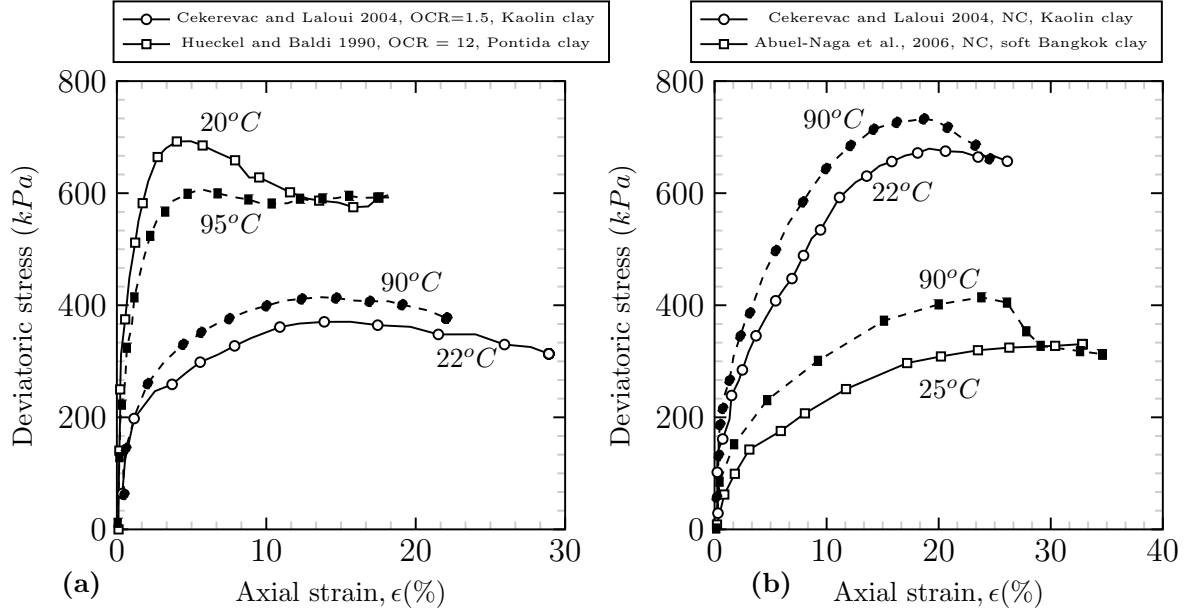 Cekerevac and Laloui 2004, OCR=1.5, Kaolin clay
Hueckel and Baldi 1990, OCR = 12, Pontida clay
800
600
400
200
0
0
10
20
30
Deviatoric stress (kPa)
Axial strain, ϵ(%)
20°C
95°C
90°C
22°C
(a)
Cekerevac and Laloui 2004, NC, Kaolin clay
Abuel-Naga et al., 2006, NC, soft Bangkok clay
800
600
400
200
0
0
10
20
30
40
Deviatoric stress (kPa)
Axial strain, ϵ(%)
90°C
22°C
90°C
25°C
(b)